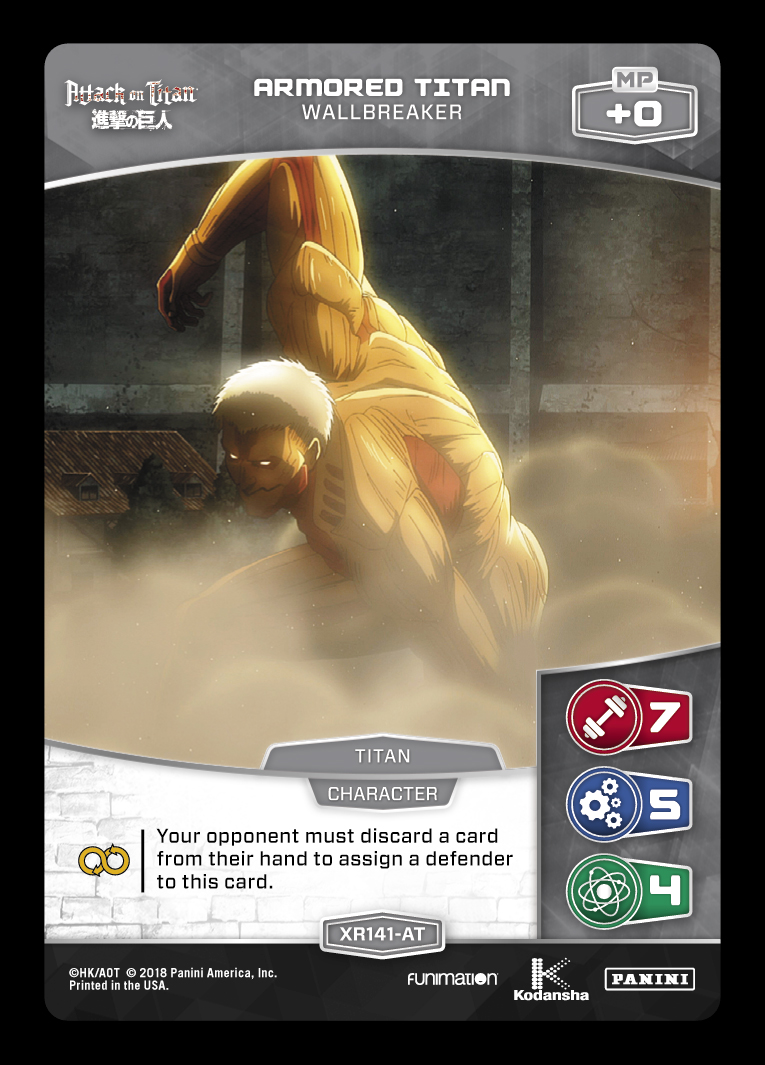 Attack on Titan
進撃の巨人
ARMORED TITAN
WALLBREAKER
MP
+0
TITAN
CHARACTER
Your opponent must discard a card
from their hand to assign a defender
to this card.
7
5
4
XR141-AT
©HK/AOT © 2018 Panini America, Inc.
Printed in the USA.
FUNIMATION
Kodansha
PANINI